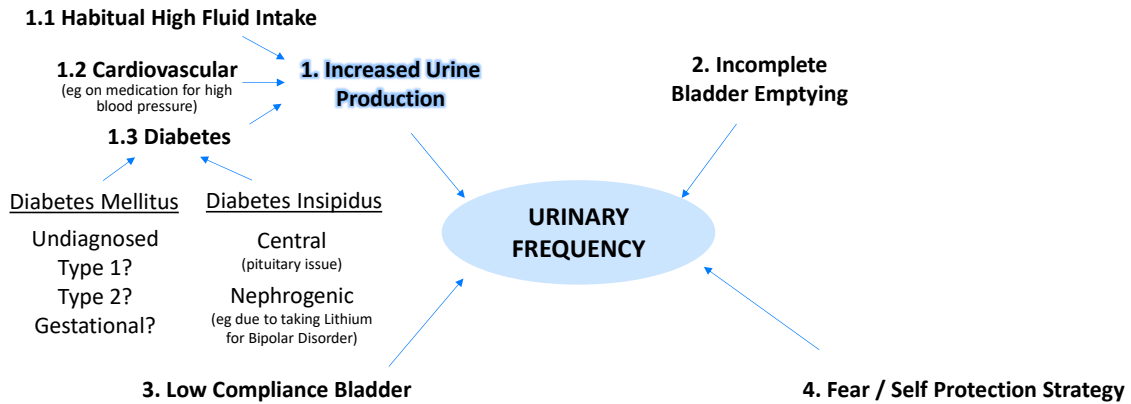 1.1 Habitual High Fluid Intake
1.2 Cardiovascular
(eg on medication for high
blood pressure)
1.3 Diabetes
Diabetes Mellitus
Undiagnosed
Type 1?
Type 2?
Gestational?
Diabetes Insipidus
Central
(pituitary issue)
Nephrogenic
(eg due to taking Lithium
for Bipolar Disorder)
1. Increased Urine
Production
2. Incomplete
Bladder Emptying
URINARY
FREQUENCY
3. Low Compliance Bladder
4. Fear / Self Protection Strategy